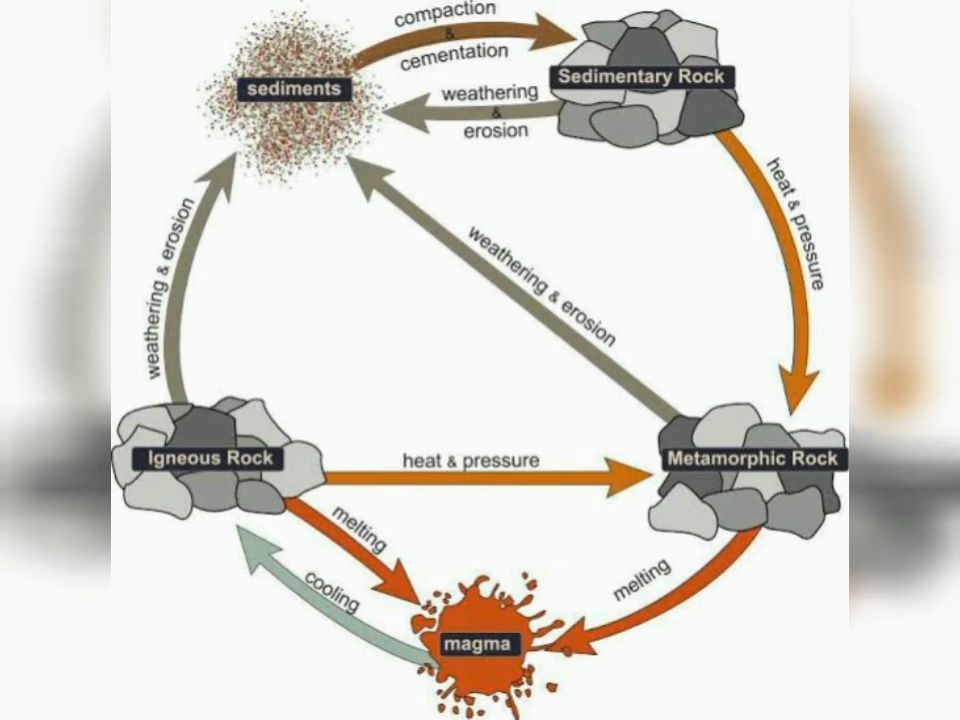 compaction
&
cementation
sediments
Sedimentary Rock
weathering
&
erosion
heat & pressure
weathering & erosion
weathering & erosion
Igneous Rock
heat & pressure
Metamorphic Rock
melting
cooling
melting
magma